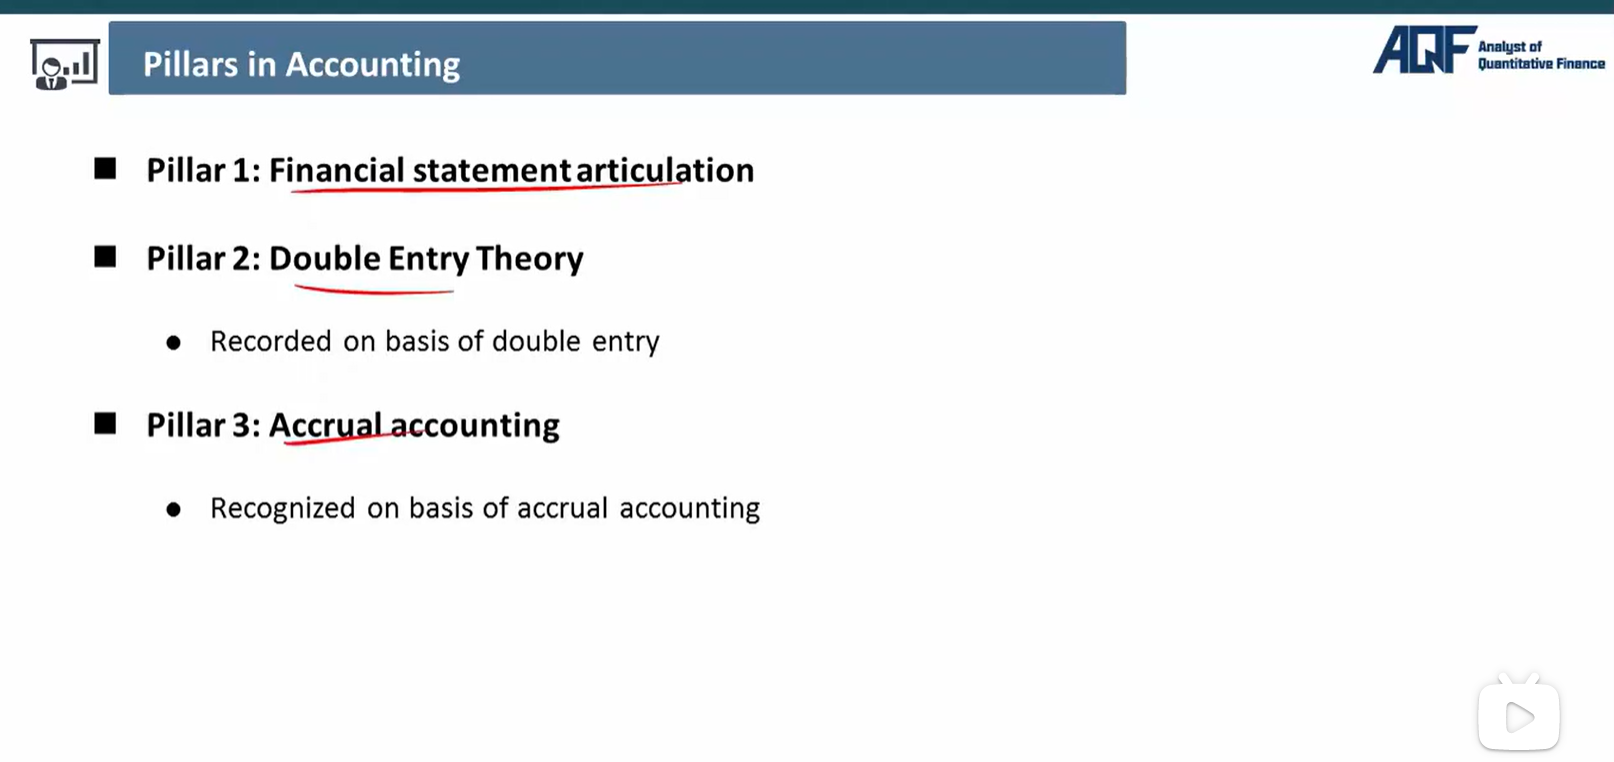 Pillars in Accounting
AQF Analyst of
Quantitative Finance
Pillar 1: Financial statement articulation
Pillar 2: Double Entry Theory
Recorded on basis of double entry
Pillar 3: Accrual accounting
Recognized on basis of accrual accounting